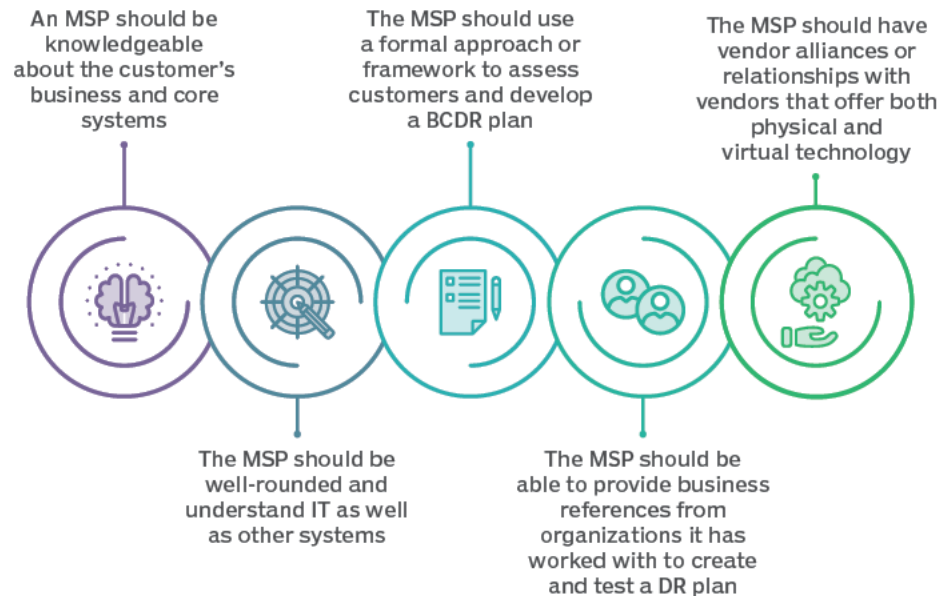 An MSP should be
knowledgeable
about the customer's
business and core
systems
The MSP should be
well-rounded and
understand IT as well
as other systems
The MSP should use
a formal approach or
framework to assess
customers and develop
a BCDR plan
The MSP should be
able to provide business
references from
organizations it has
worked with to create
and test a DR plan
The MSP should have
vendor alliances or
relationships with
vendors that offer both
physical and
virtual technology